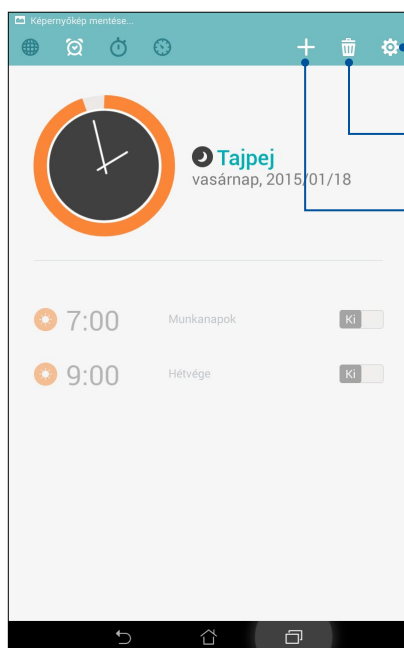 Képernyőkép mentése...
Tajpej
vasárnap, 2015/01/18
7:00 Munkanapok Ki
9:00 Hétvége Ki